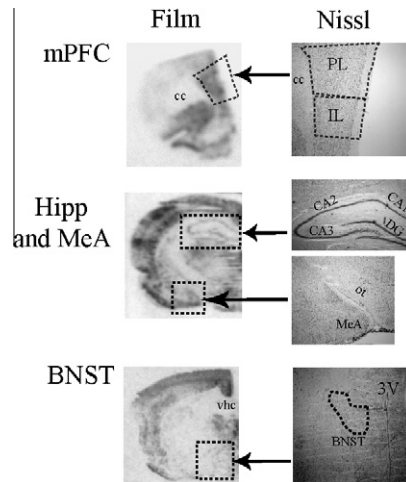 Film Nissl
mPFC
cc
cc
PL
IL
Hipp
and MeA
CA2
CA
CA3
DG
ot
MeA
BNST
vhc
3V
BNST